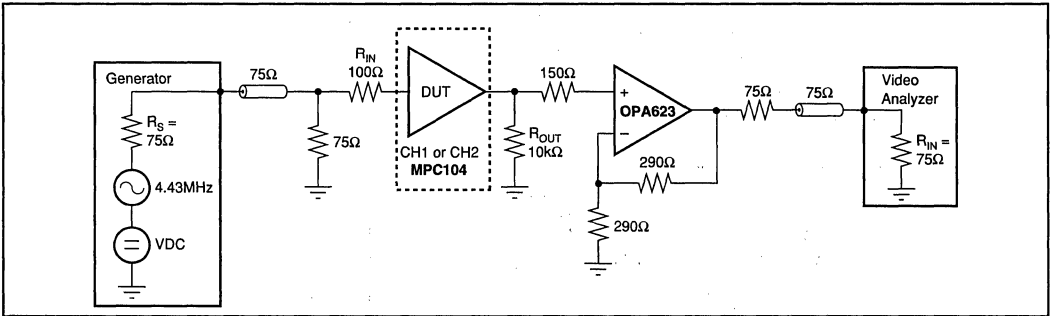 Generator
R_S =
75Ω
4.43MHz
VDC
75Ω
75Ω
R_IN
100Ω
DUT
CH1 or CH2
MPC104
R_OUT
10kΩ
150Ω
+
OPA623
−
290Ω
290Ω
75Ω
75Ω
Video
Analyzer
R_IN =
75Ω